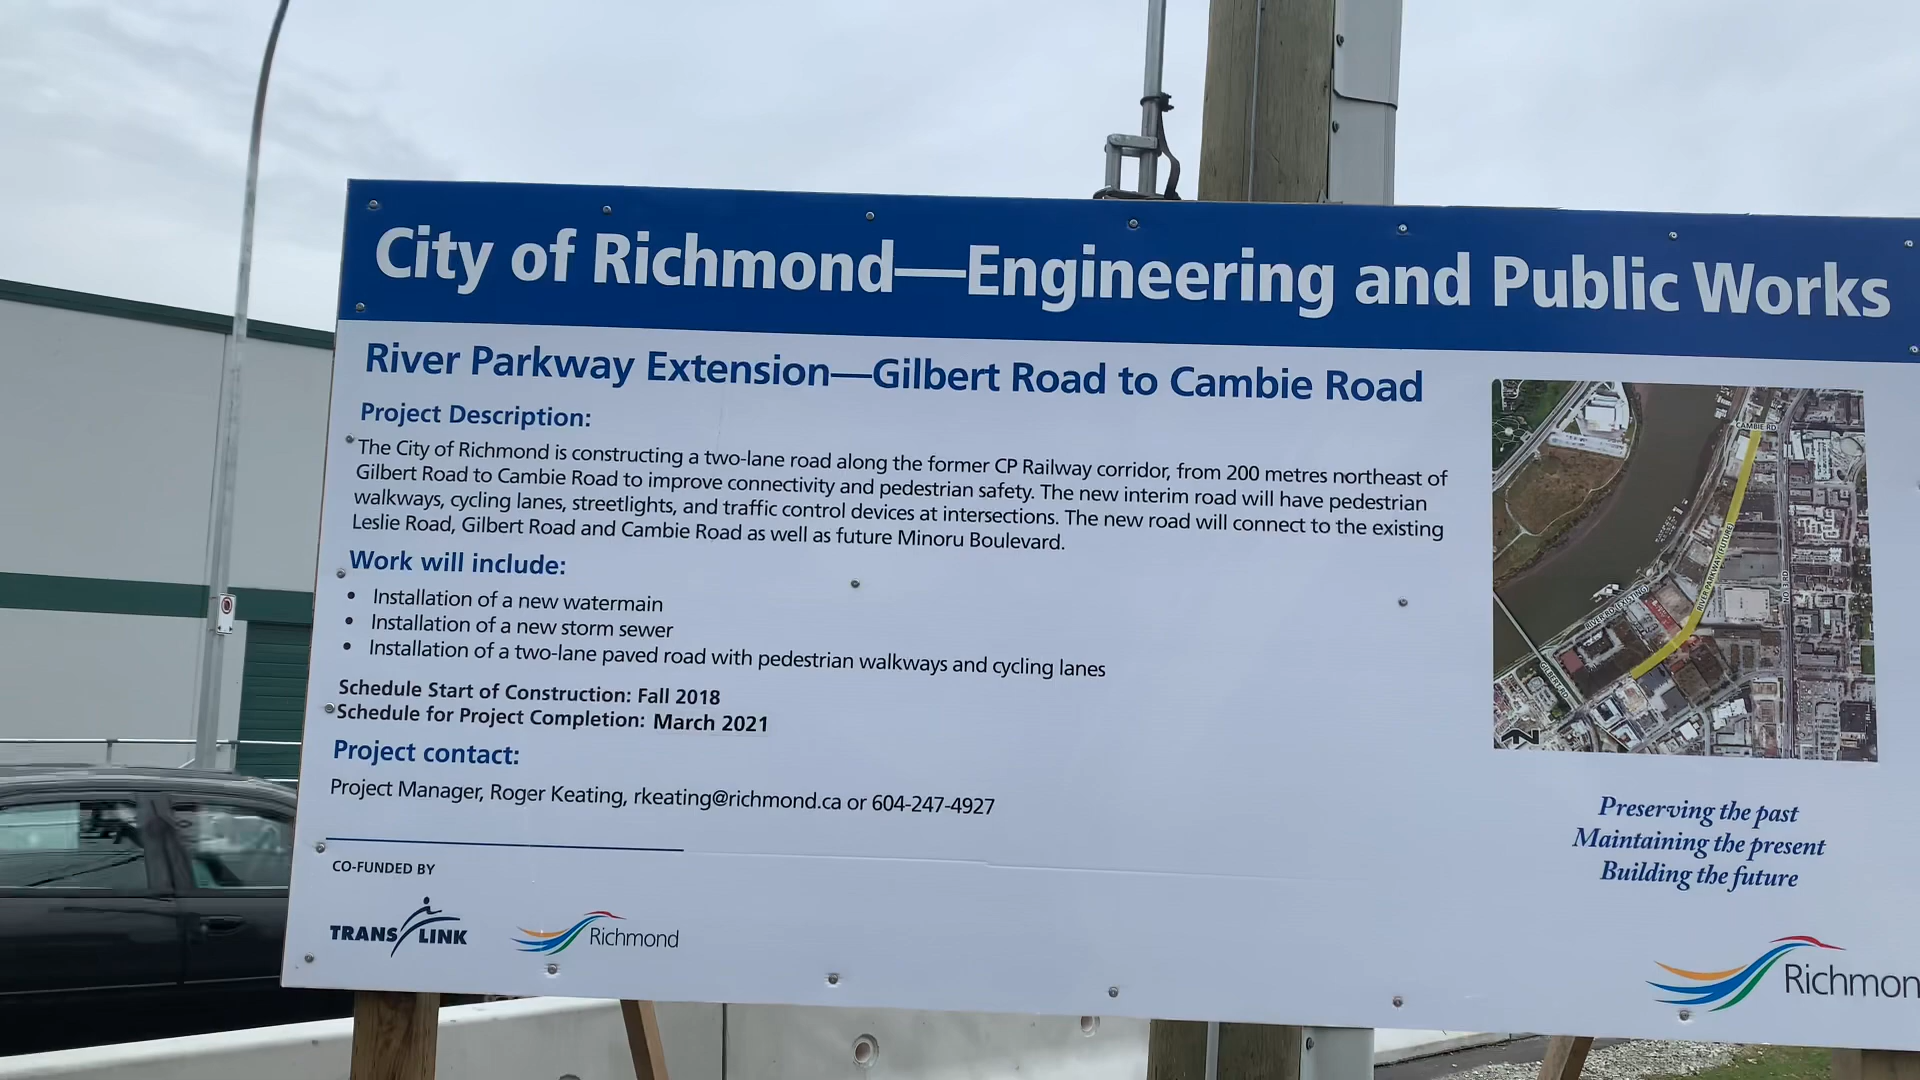 City of Richmond—Engineering and Public Works
River Parkway Extension—Gilbert Road to Cambie Road
Project Description:
The City of Richmond is constructing a two-lane road along the former CP Railway corridor, from 200 metres northeast of
Gilbert Road to Cambie Road to improve connectivity and pedestrian safety. The new interim road will have pedestrian
walkways, cycling lanes, streetlights, and traffic control devices at intersections. The new road will connect to the existing
Leslie Road, Gilbert Road and Cambie Road as well as future Minoru Boulevard.
Work will include:
• Installation of a new watermain
• Installation of a new storm sewer
• Installation of a two-lane paved road with pedestrian walkways and cycling lanes
Schedule Start of Construction: Fall 2018
Schedule for Project Completion: March 2021
Project contact:
Project Manager, Roger Keating, rkeating@richmond.ca or 604-247-4927
CO-FUNDED BY
TRANSLINK
Richmond
CAMBIE RD
RIVER PARKWAY (FUTURE)
NO 3 RD
RIVER RD (EXISTING)
GILBERT RD
Z
Preserving the past
Maintaining the present
Building the future
Richmon